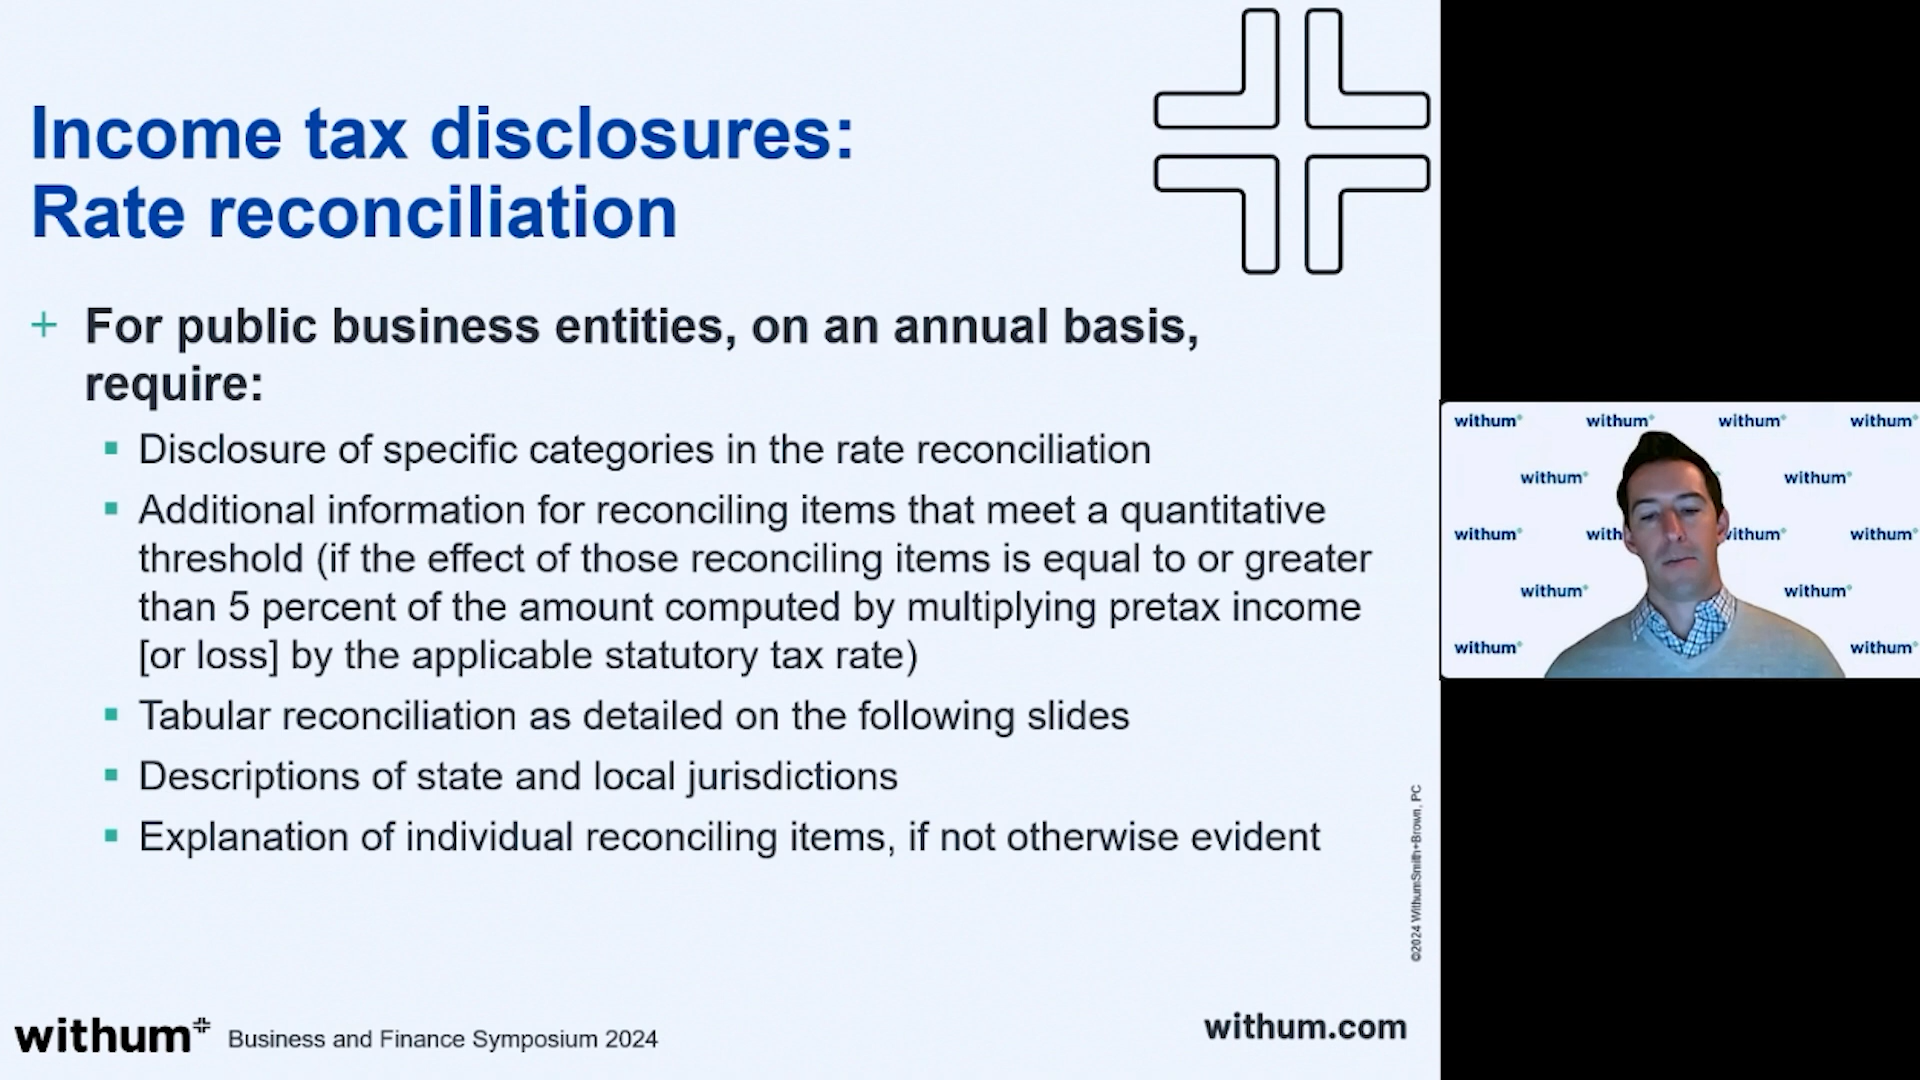 Income tax disclosures:
Rate reconciliation
+ For public business entities, on an annual basis,
require:
▪ Disclosure of specific categories in the rate reconciliation
▪ Additional information for reconciling items that meet a quantitative
threshold (if the effect of those reconciling items is equal to or greater
than 5 percent of the amount computed by multiplying pretax income
[or loss] by the applicable statutory tax rate)
▪ Tabular reconciliation as detailed on the following slides
▪ Descriptions of state and local jurisdictions
▪ Explanation of individual reconciling items, if not otherwise evident
©2024 WithumSmith+Brown, PC
withum Business and Finance Symposium 2024
withum.com
withum withum withum withum
withum withum
withum with withum withum
withum withum
withum withum